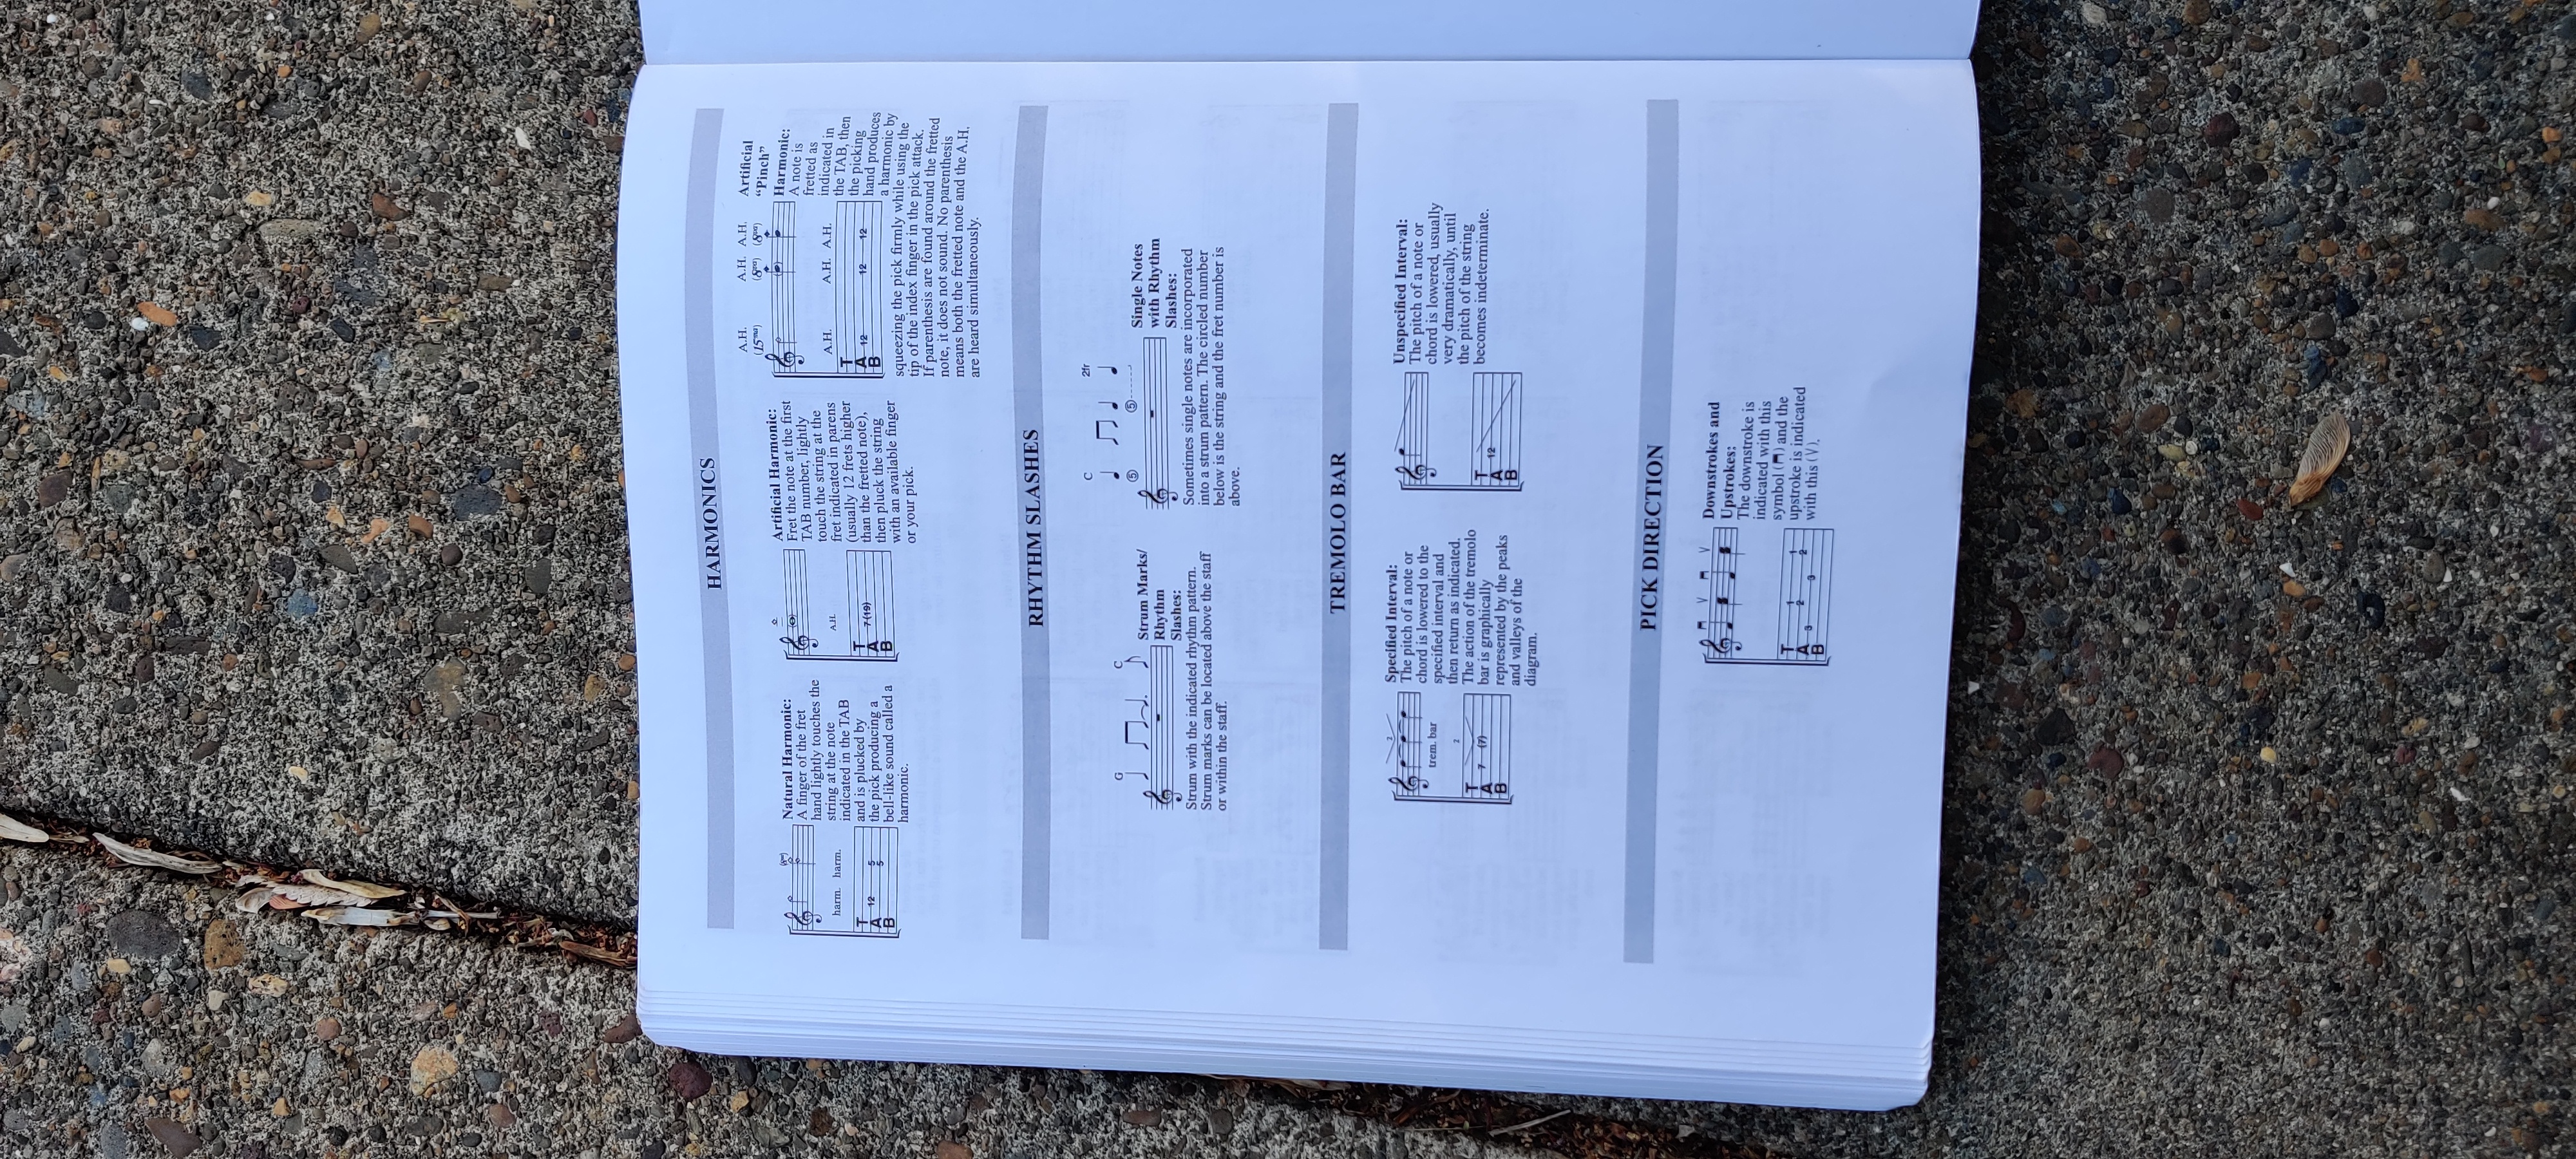 HARMONICS
Natural Harmonic:
A finger of the fret
hand lightly touches the
string at the note
indicated in the TAB
and is plucked by
the pick producing a
bell-like sound called a
harmonic.
harm. harm.
T
A
B
12 5
5
Artificial Harmonic:
Fret the note at the first
TAB number, lightly
touch the string at the
fret indicated in parens
(usually 12 frets higher
than the fretted note),
then pluck the string
with an available finger
or your pick.
A.H.
T
A
B
7(19)
A.H. A.H. A.H.
(15ma) (8va) (8va)
A.H. A.H. A.H.
T
A
B
12 12 12
Artificial
“Pinch”
Harmonic:
A note is
fretted as
indicated in
the TAB, then
the picking
hand produces
a harmonic by
squeezing the pick firmly while using the
tip of the index finger in the pick attack.
If parenthesis are found around the fretted
note, it does not sound. No parenthesis
means both the fretted note and the A.H.
are heard simultaneously.
RHYTHM SLASHES
G C
Strum Marks/
Rhythm
Slashes:
Strum with the indicated rhythm pattern.
Strum marks can be located above the staff
or within the staff.
C 2fr
⑤ ⑤
Single Notes
with Rhythm
Slashes:
Sometimes single notes are incorporated
into a strum pattern. The circled number
below is the string and the fret number is
above.
TREMOLO BAR
Specified Interval:
The pitch of a note or
chord is lowered to the
specified interval and
then return as indicated.
The action of the tremolo
bar is graphically
represented by the peaks
and valleys of the
diagram.
2
trem. bar
2
T
A
B
7 (7)
Unspecified Interval:
The pitch of a note or
chord is lowered, usually
very dramatically, until
the pitch of the string
becomes indeterminate.
T
A
B
12
PICK DIRECTION
Downstrokes and
Upstrokes:
The downstroke is
indicated with this
symbol (⊓) and the
upstroke is indicated
with this (V).
T
A
B
3 1 2 3 1 2